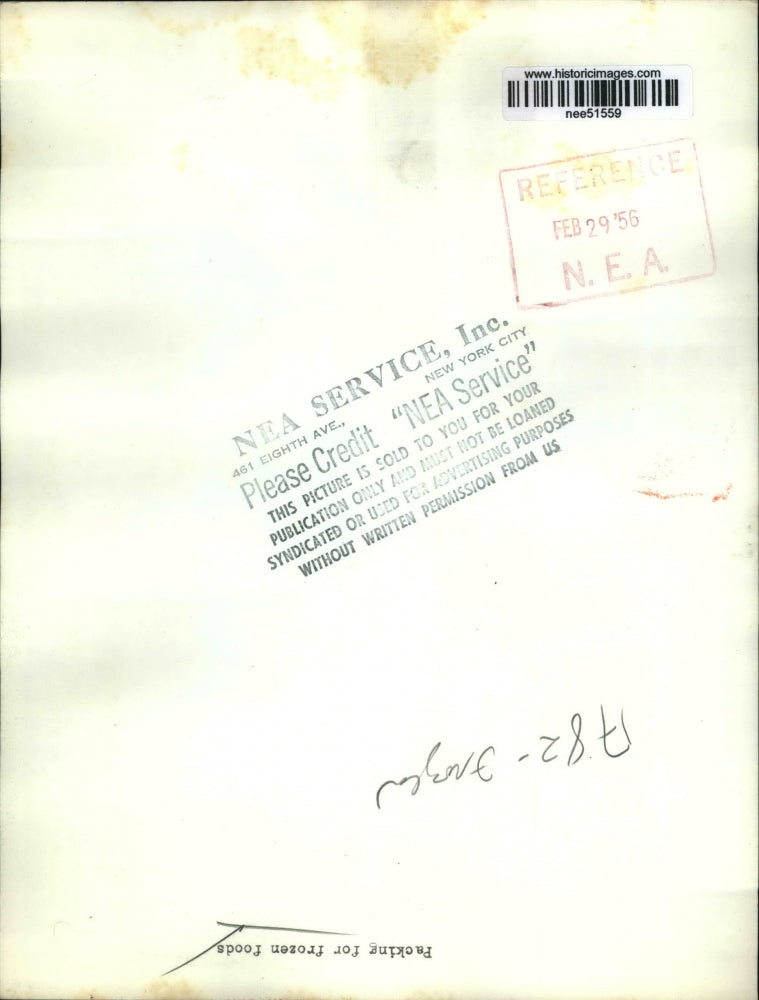 www.historicimages.com
nee51559
REFERENCE
FEB 29 '56
N. E. A.
NEA SERVICE, Inc.
461 EIGHTH AVE., NEW YORK CITY
Please Credit "NEA Service"
THIS PICTURE IS SOLD TO YOU FOR YOUR
PUBLICATION ONLY AND MUST NOT BE LOANED
SYNDICATED OR USED FOR ADVERTISING PURPOSES
WITHOUT WRITTEN PERMISSION FROM US
A82 - Frozen
Packing for frozen foods